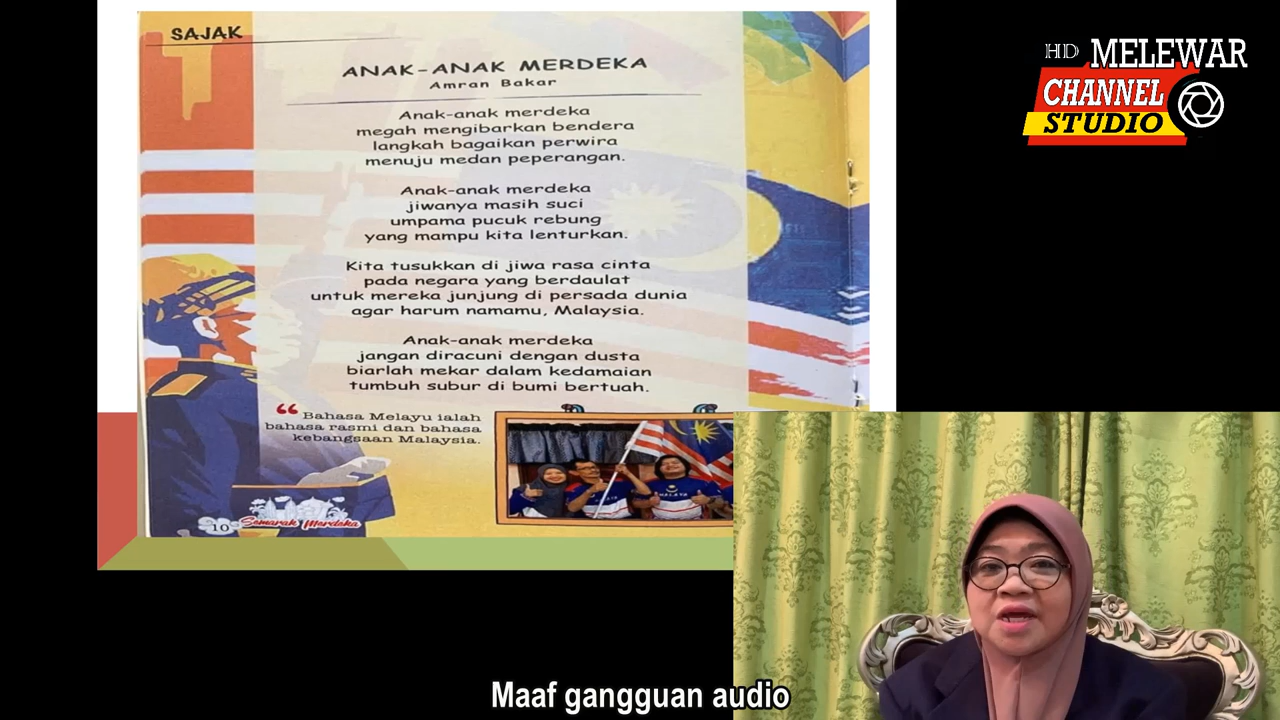 SAJAK
ANAK-ANAK MERDEKA
Amran Bakar
Anak-anak merdeka
megah mengibarkan bendera
langkah bagaikan perwira
menuju medan peperangan.
Anak-anak merdeka
jiwanya masih suci
umpama pucuk rebung
yang mampu kita lenturkan.
Kita tusukkan di jiwa rasa cinta
pada negara yang berdaulat
untuk mereka junjung di persada dunia
agar harum namamu, Malaysia.
Anak-anak merdeka
jangan diracuni dengan dusta
biarlah mekar dalam kedamaian
tumbuh subur di bumi bertuah.
“ Bahasa Melayu ialah
bahasa rasmi dan bahasa
kebangsaan Malaysia.
10
Semarak Merdeka
HD MELEWAR
CHANNEL
STUDIO
Maaf gangguan audio